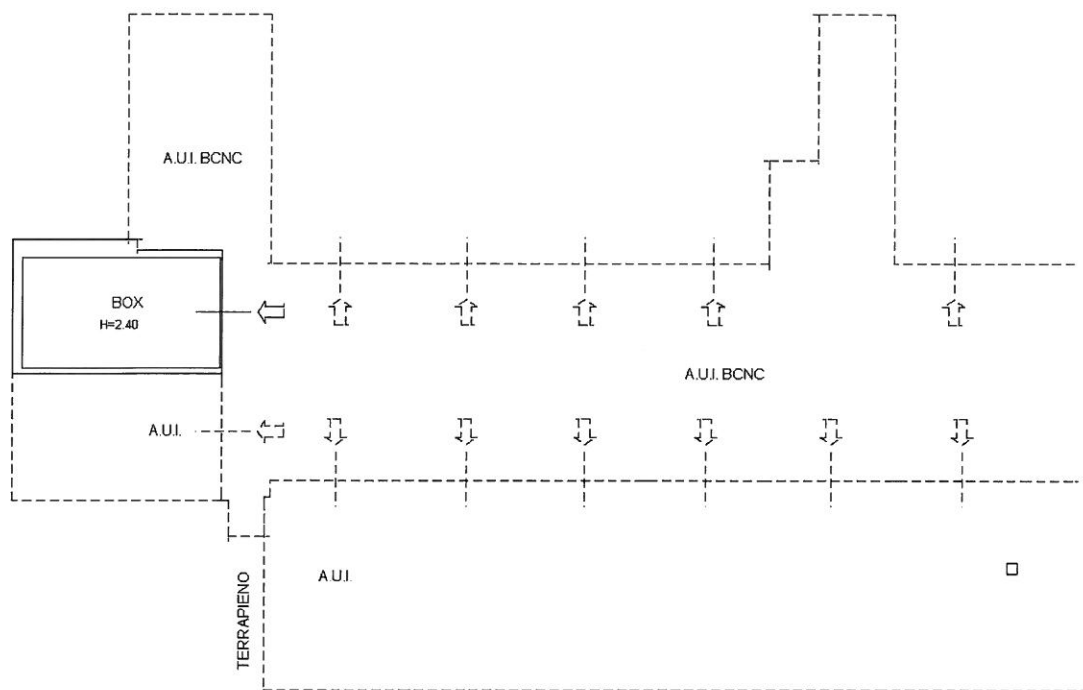 A.U.I. BCNC
BOX
H=2.40
A.U.I. BCNC
A.U.I.
A.U.I.
TERRAPIENO